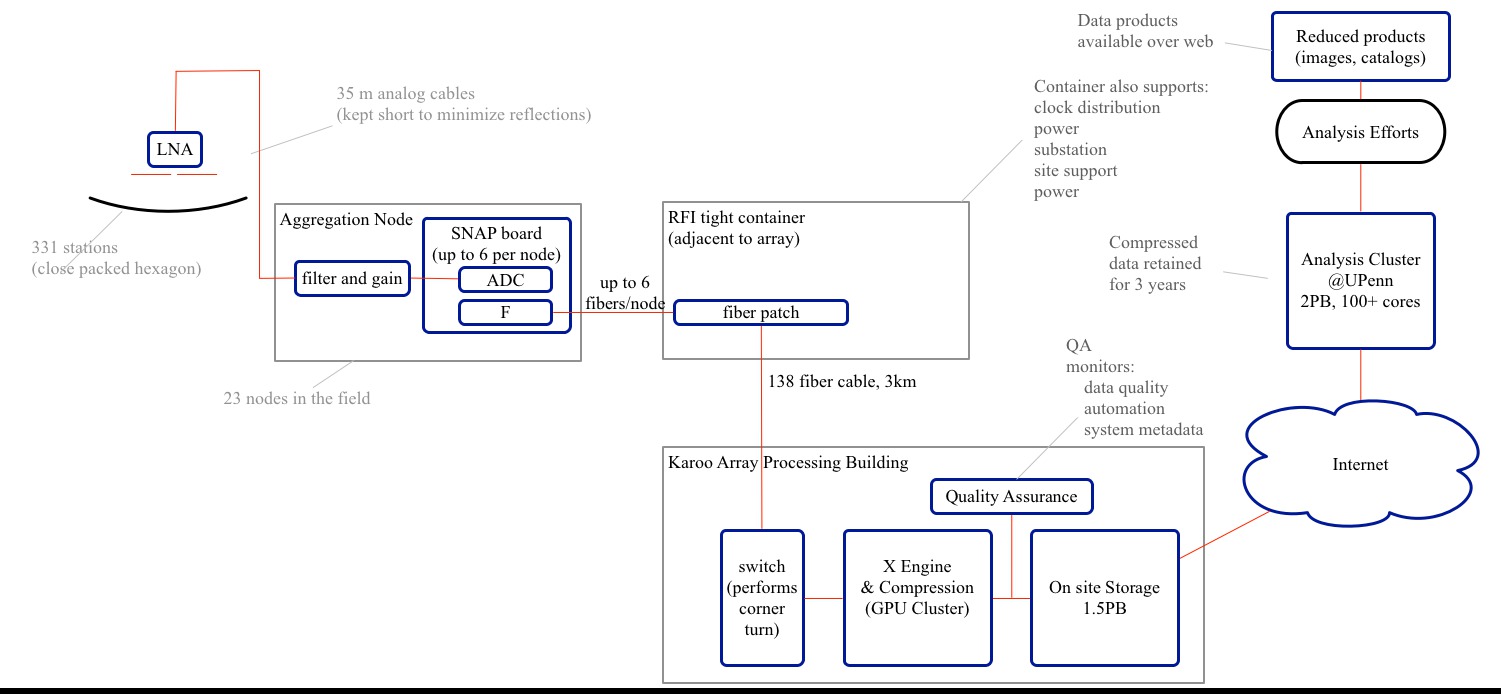 35 m analog cables
(kept short to minimize reflections)
LNA
331 stations
(close packed hexagon)
Aggregation Node
SNAP board
(up to 6 per node)
filter and gain
ADC
F
23 nodes in the field
up to 6
fibers/node
RFI tight container
(adjacent to array)
fiber patch
138 fiber cable, 3km
Container also supports:
clock distribution
power
substation
site support
power
Karoo Array Processing Building
QA
monitors:
data quality
automation
system metadata
Quality Assurance
switch
(performs
corner
turn)
X Engine
& Compression
(GPU Cluster)
On site Storage
1.5PB
Data products
available over web
Reduced products
(images, catalogs)
Analysis Efforts
Compressed
data retained
for 3 years
Analysis Cluster
@UPenn
2PB, 100+ cores
Internet